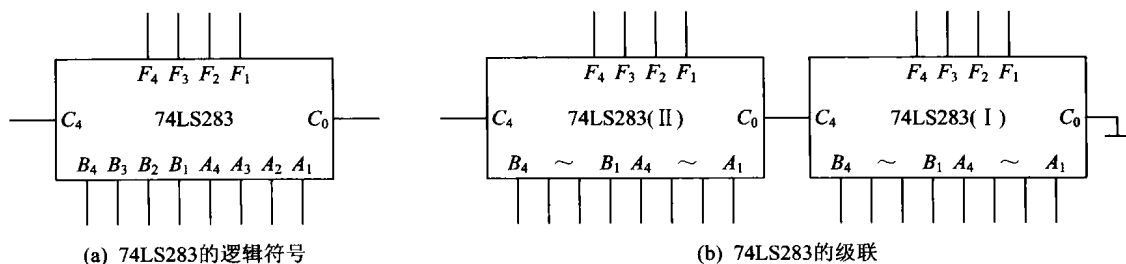 F₄ F₃ F₂ F₁
C₄ 74LS283 C₀
B₄ B₃ B₂ B₁ A₄ A₃ A₂ A₁
(a) 74LS283的逻辑符号
F₄ F₃ F₂ F₁
C₄ 74LS283(Ⅱ) C₀
B₄ ~ B₁ A₄ ~ A₁
F₄ F₃ F₂ F₁
C₄ 74LS283(Ⅰ) C₀
B₄ ~ B₁ A₄ ~ A₁
(b) 74LS283的级联